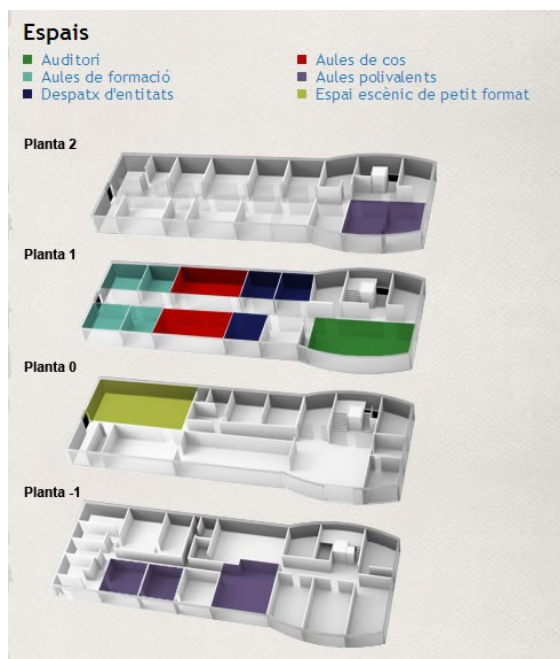 Espais
Auditori
Aules de formació
Despatx d'entitats
Aules de cos
Aules polivalents
Espai escènic de petit format
Planta 2
Planta 1
Planta 0
Planta -1